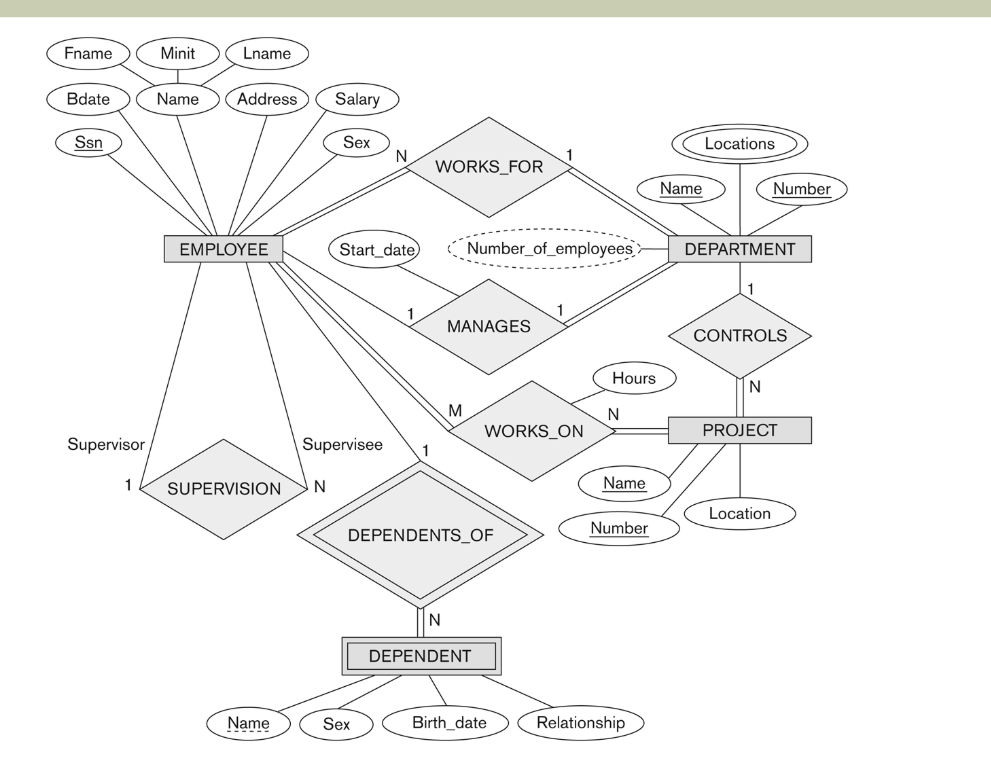 Fname
Minit
Lname
Bdate
Name
Address
Salary
Ssn
Sex
N
WORKS_FOR
1
Locations
Name
Number
EMPLOYEE
Start_date
Number_of_employees
DEPARTMENT
1
MANAGES
1
1
CONTROLS
N
Hours
M
WORKS_ON
N
PROJECT
Supervisor
Supervisee
1
SUPERVISION
N
1
Name
Number
Location
DEPENDENTS_OF
N
DEPENDENT
Name
Sex
Birth_date
Relationship